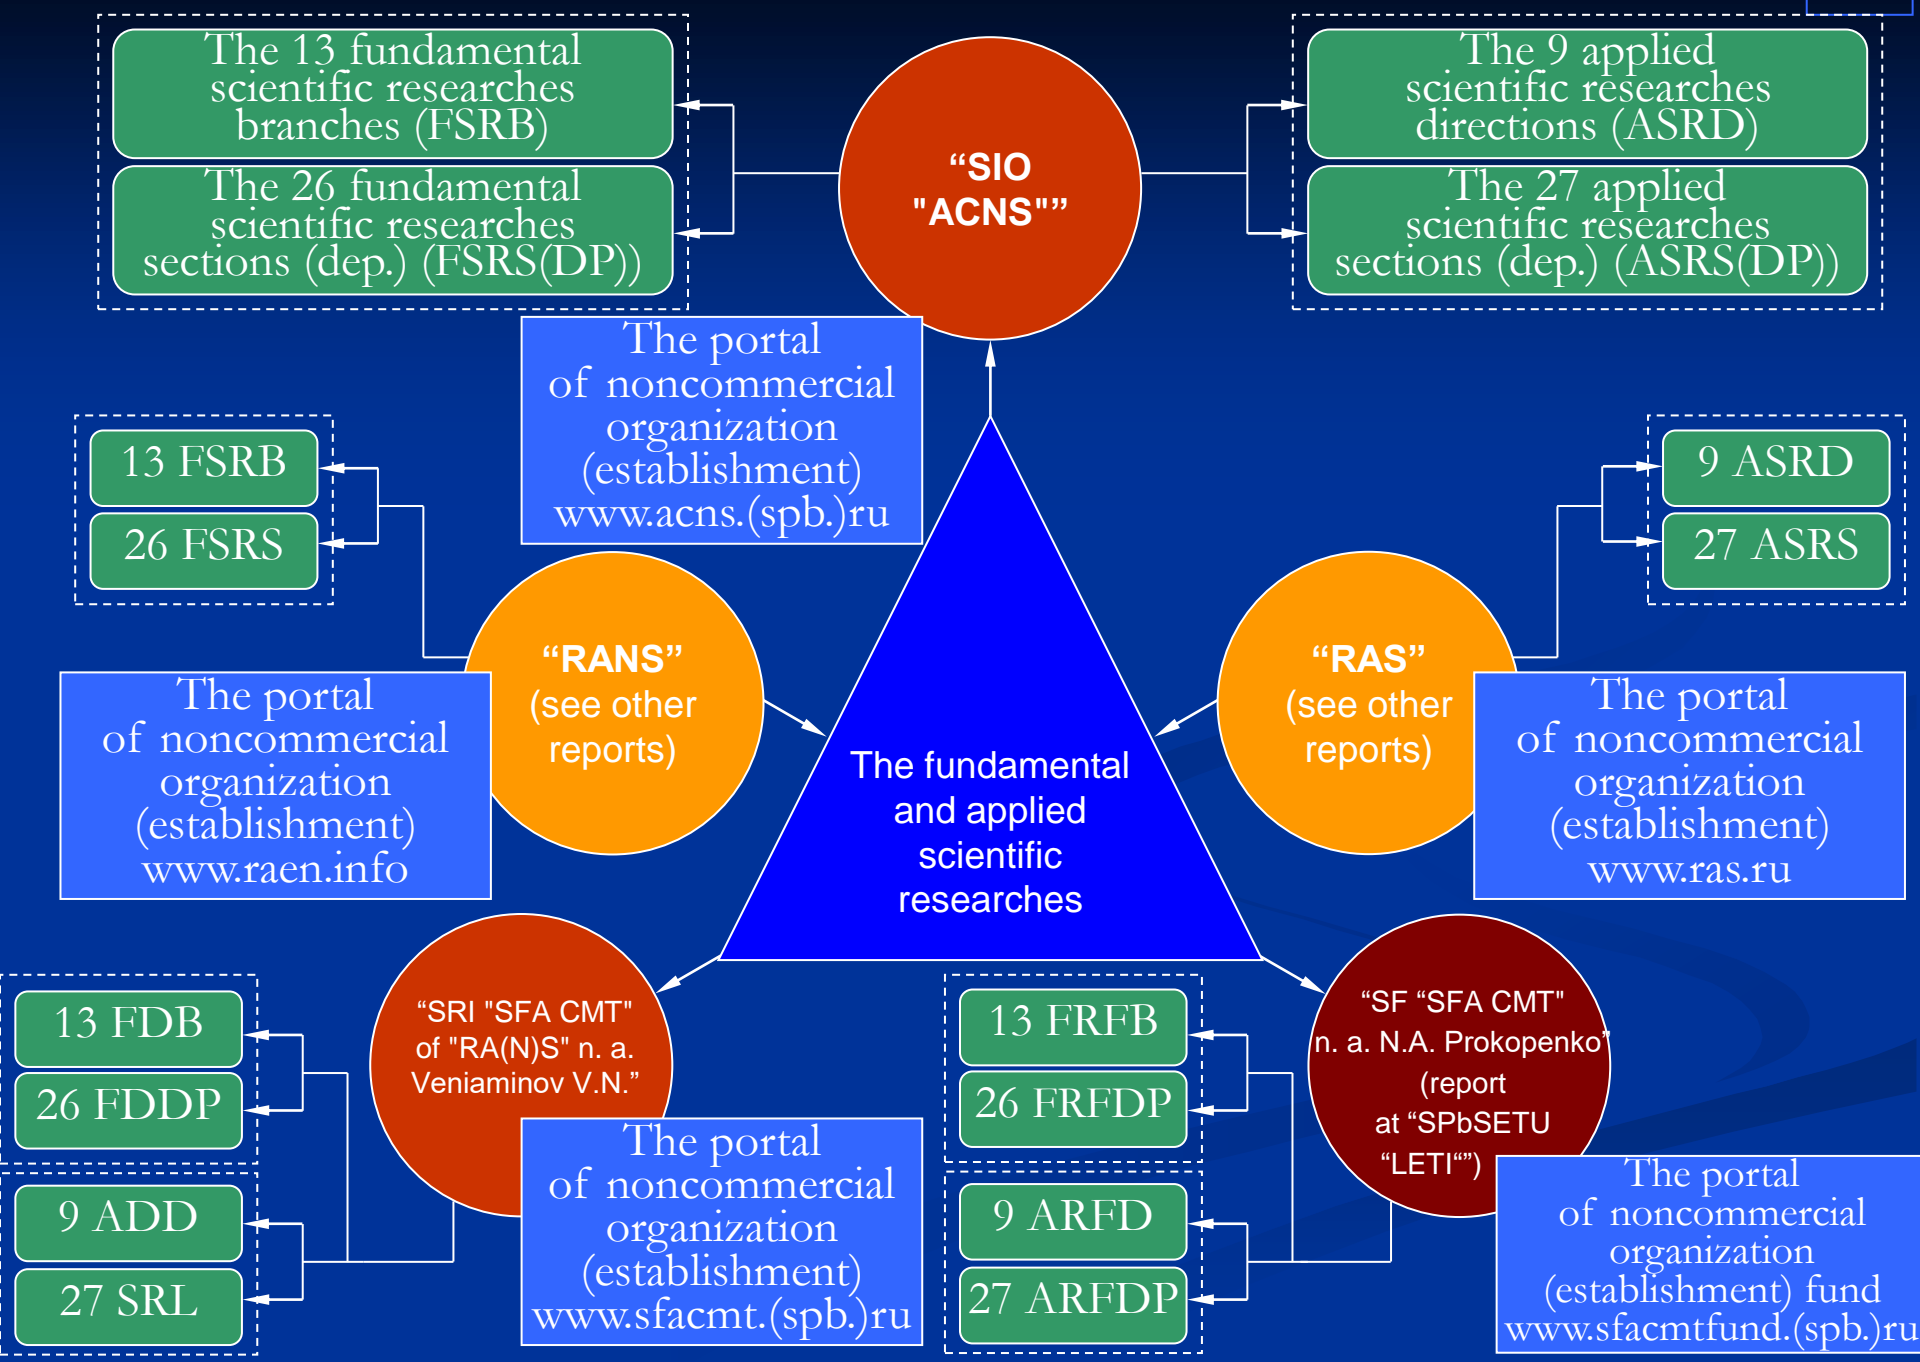 The 13 fundamental
scientific researches
branches (FSRB)
The 26 fundamental
scientific researches
sections (dep.) (FSRS(DP))
“SIO
"ACNS"”
The 9 applied
scientific researches
directions (ASRD)
The 27 applied
scientific researches
sections (dep.) (ASRS(DP))
The portal
of noncommercial
organization
(establishment)
www.acns.(spb.)ru
13 FSRB
26 FSRS
9 ASRD
27 ASRS
“RANS”
(see other
reports)
The portal
of noncommercial
organization
(establishment)
www.raen.info
“RAS”
(see other
reports)
The portal
of noncommercial
organization
(establishment)
www.ras.ru
The fundamental
and applied
scientific
researches
13 FDB
26 FDDP
9 ADD
27 SRL
“SRI "SFA CMT"
of "RA(N)S" n. a.
Veniaminov V.N.”
The portal
of noncommercial
organization
(establishment)
www.sfacmt.(spb.)ru
13 FRFB
26 FRFDP
9 ARFD
27 ARFDP
“SF “SFA CMT"
n. a. N.A. Prokopenko”
(report
at “SPbSETU
“LETI“”)
The portal
of noncommercial
organization
(establishment) fund
www.sfacmtfund.(spb.)ru